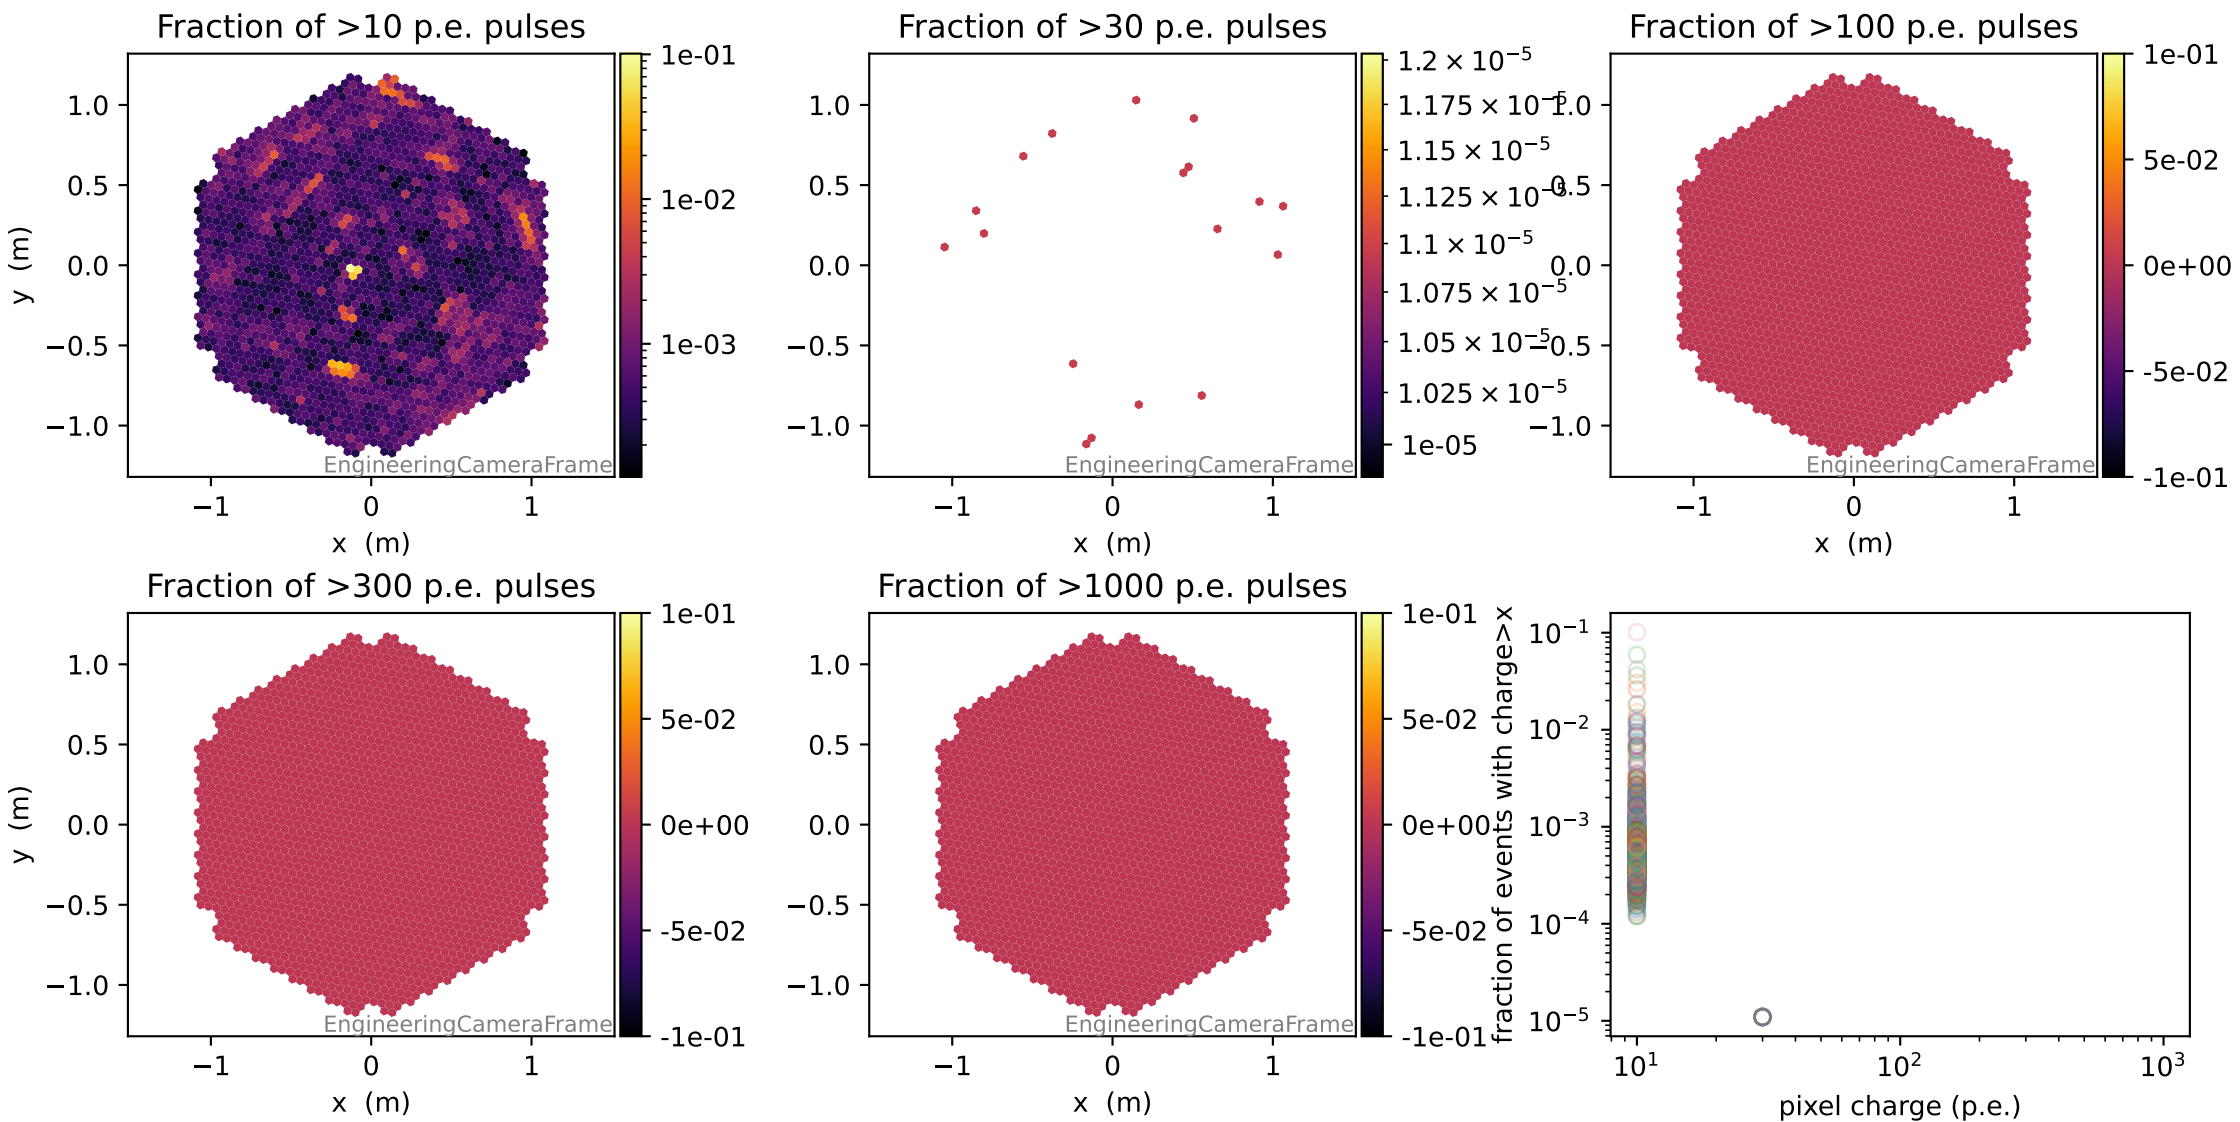 Fraction of >10 p.e. pulses
Fraction of >30 p.e. pulses
Fraction of >100 p.e. pulses
1.0
0.5
0.0
−0.5
−1.0
y (m)
−1 0 1
x (m)
EngineeringCameraFrame
1e-01
1e-02
1e-03
1.0
0.5
0.0
−0.5
−1.0
−1 0 1
x (m)
EngineeringCameraFrame
1.2 × 10⁻⁵
1.175 × 10⁻⁵
1.15 × 10⁻⁵
1.125 × 10⁻⁵
1.1 × 10⁻⁵
1.075 × 10⁻⁵
1.05 × 10⁻⁵
1.025 × 10⁻⁵
1e-05
1.0
0.5
0.0
−0.5
−1.0
−1 0 1
x (m)
EngineeringCameraFrame
1e-01
5e-02
0e+00
-5e-02
-1e-01
Fraction of >300 p.e. pulses
Fraction of >1000 p.e. pulses
1.0
0.5
0.0
−0.5
−1.0
y (m)
−1 0 1
x (m)
EngineeringCameraFrame
1e-01
5e-02
0e+00
-5e-02
-1e-01
1.0
0.5
0.0
−0.5
−1.0
−1 0 1
x (m)
EngineeringCameraFrame
1e-01
5e-02
0e+00
-5e-02
-1e-01
fraction of events with charge>x
10⁻¹
10⁻²
10⁻³
10⁻⁴
10⁻⁵
10¹ 10² 10³
pixel charge (p.e.)